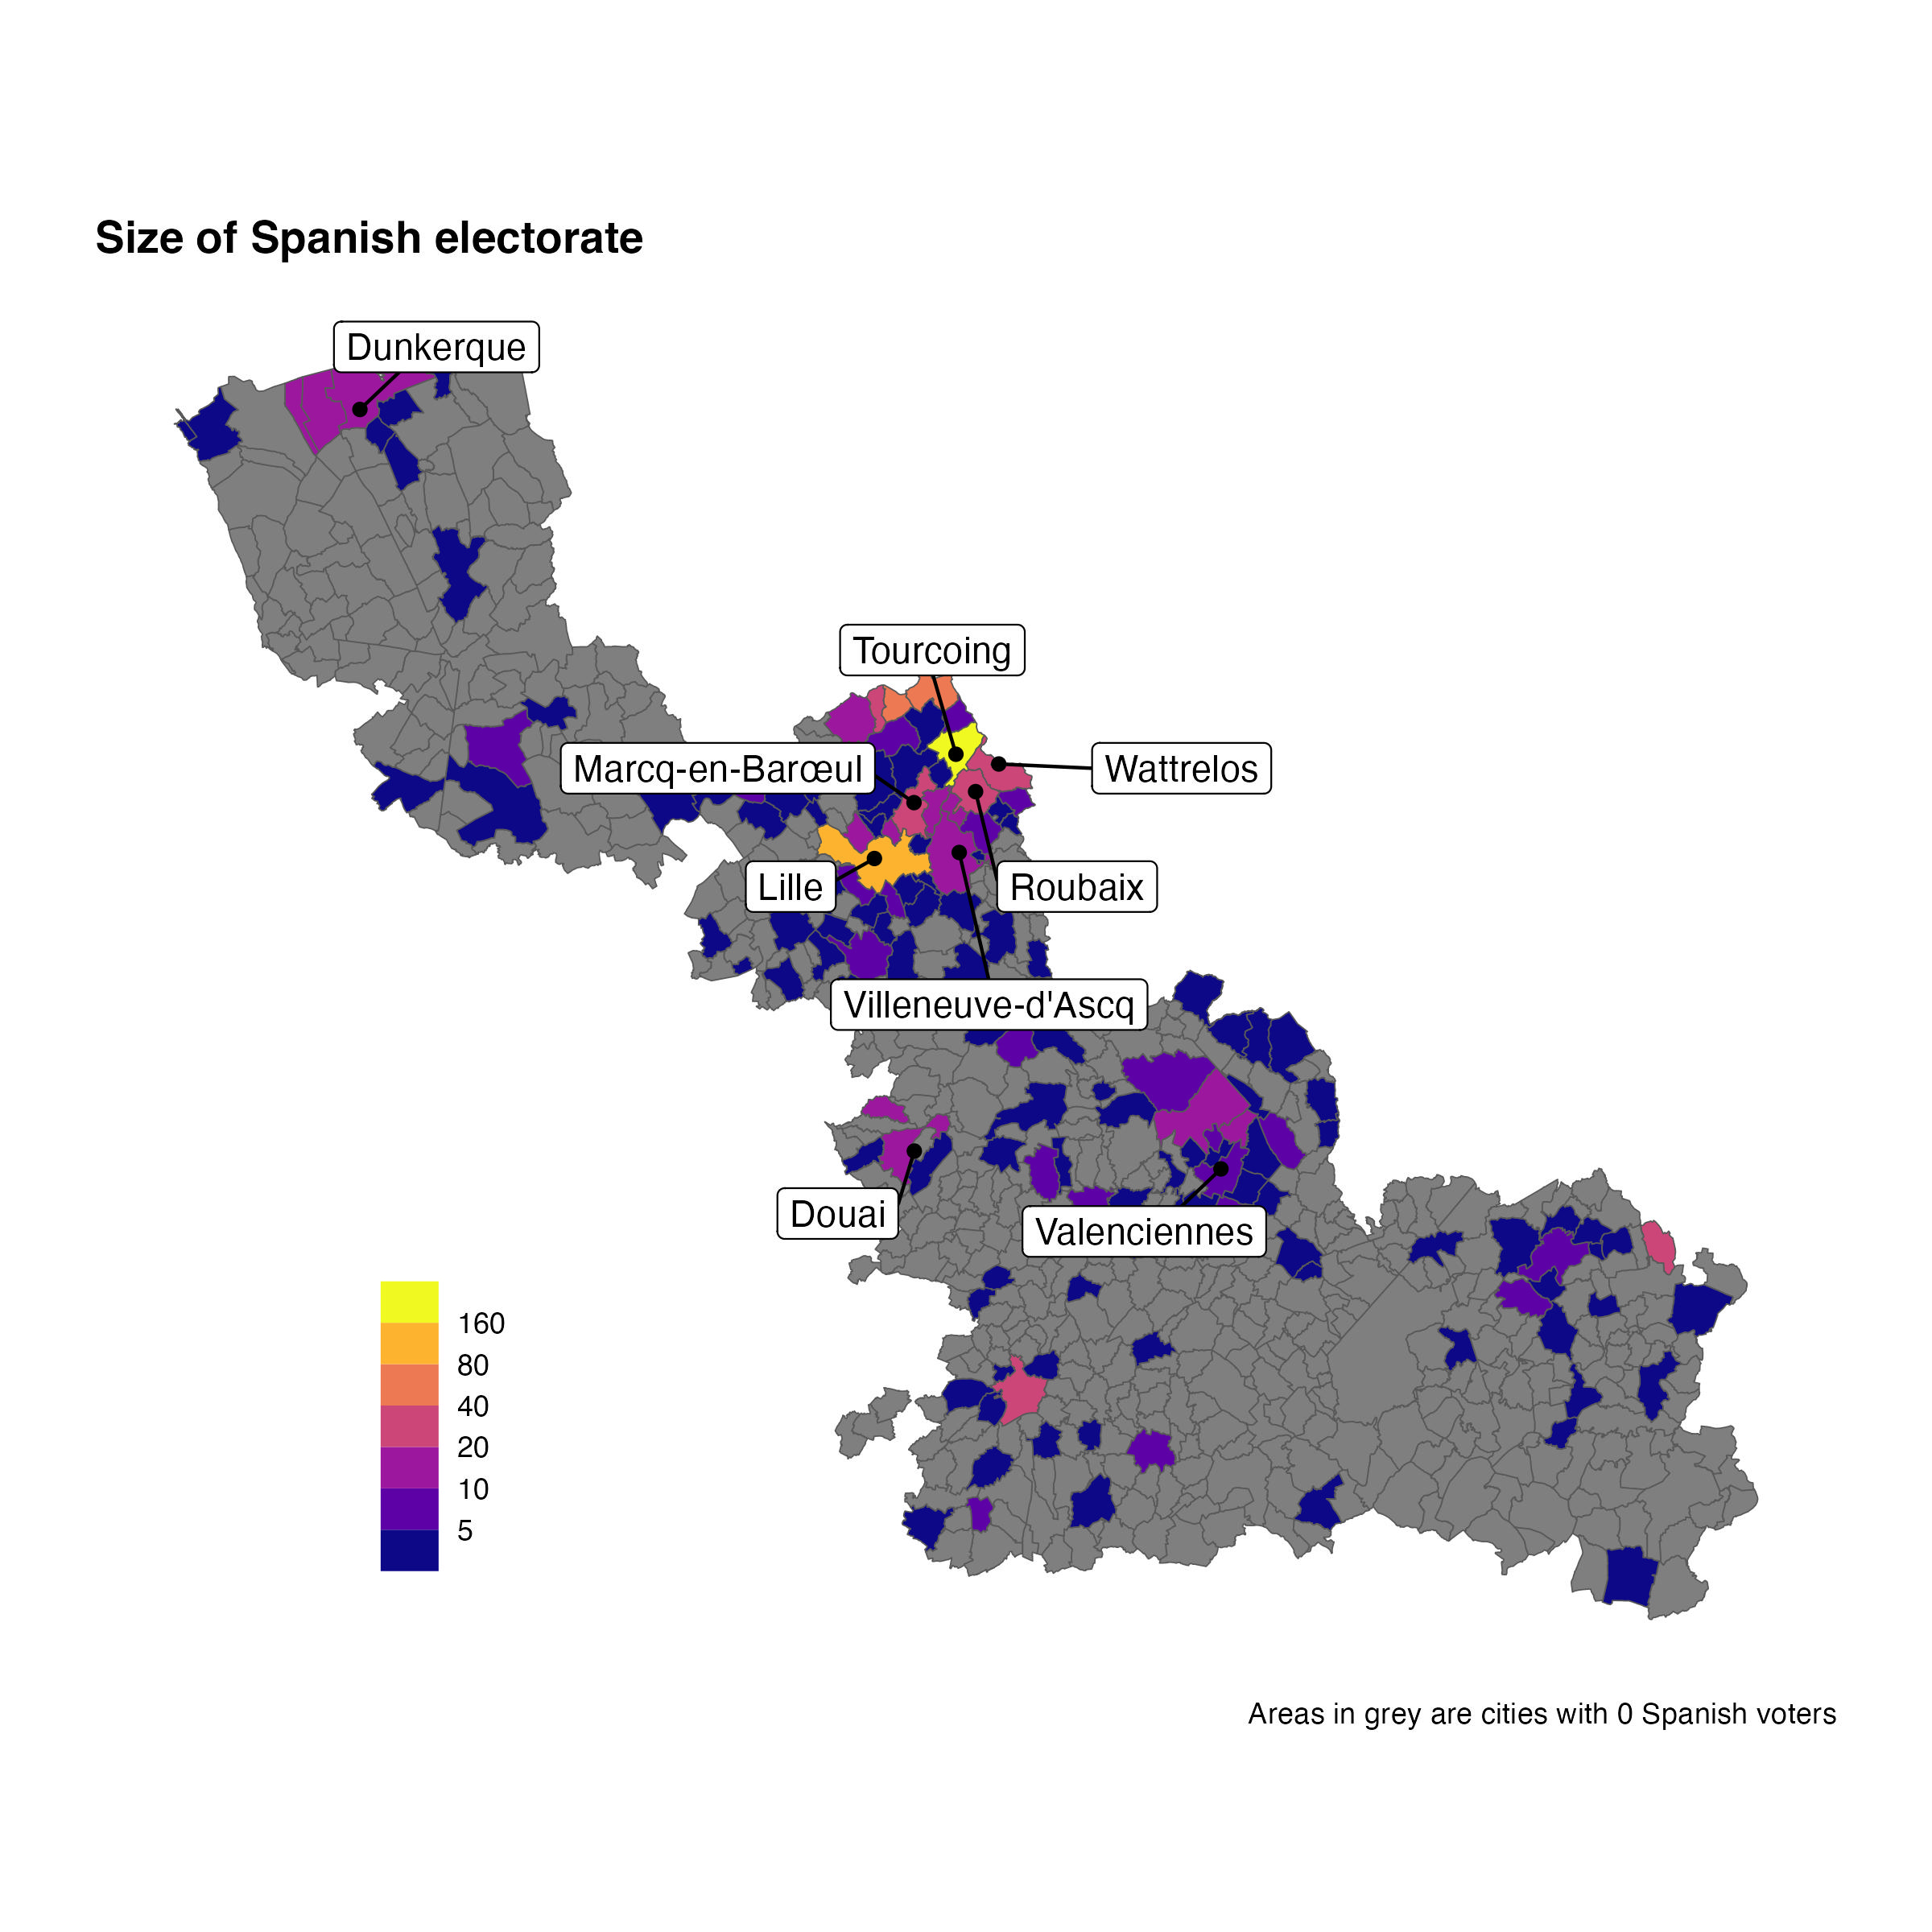 Size of Spanish electorate
Dunkerque
Tourcoing
Marcq-en-Barœul
Wattrelos
Lille
Roubaix
Villeneuve-d'Ascq
Douai
Valenciennes
160
80
40
20
10
5
Areas in grey are cities with 0 Spanish voters